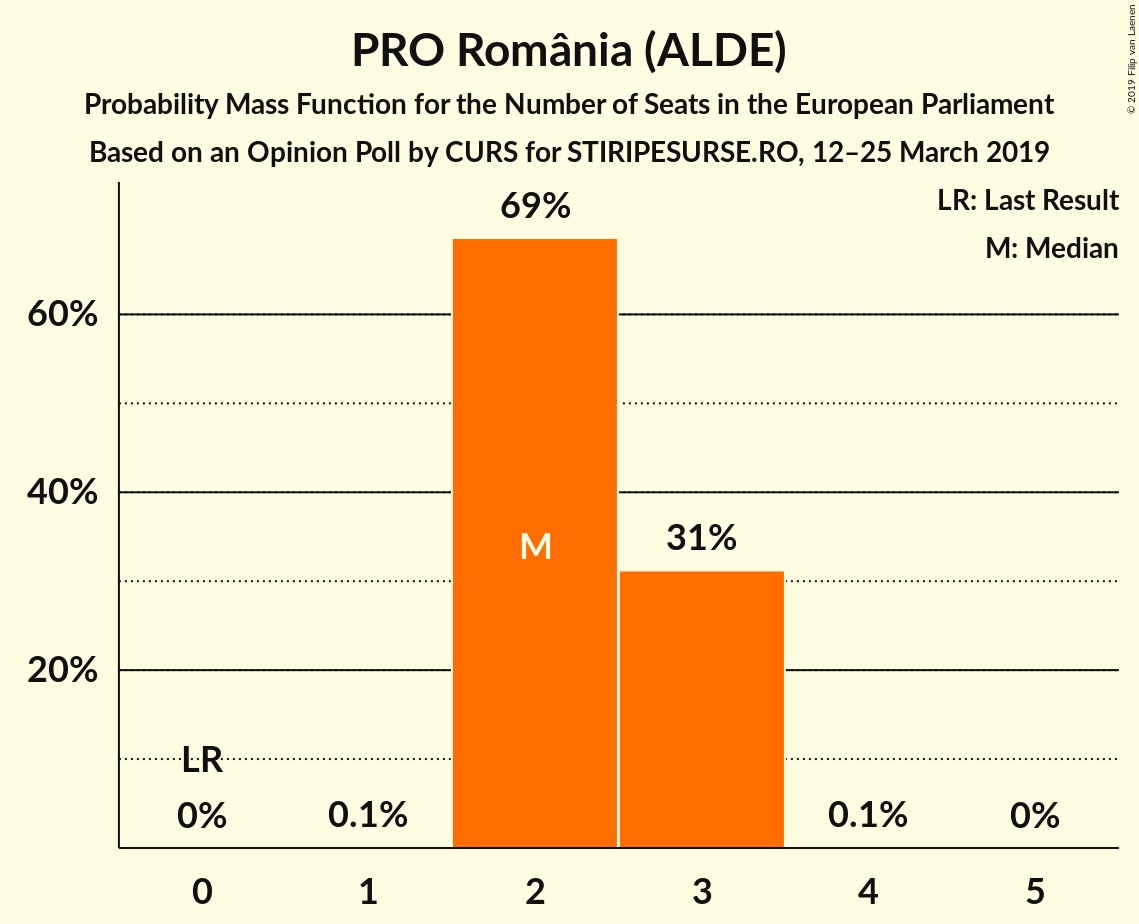 PRO România (ALDE)
Probability Mass Function for the Number of Seats in the European Parliament
Based on an Opinion Poll by CURS for STIRIPESURSE.RO, 12–25 March 2019
© 2019 Filip van Laenen
LR: Last Result
M: Median
69%
60%
40%
31%
M
20%
LR
0%
0.1%
0.1%
0%
0
1
2
3
4
5